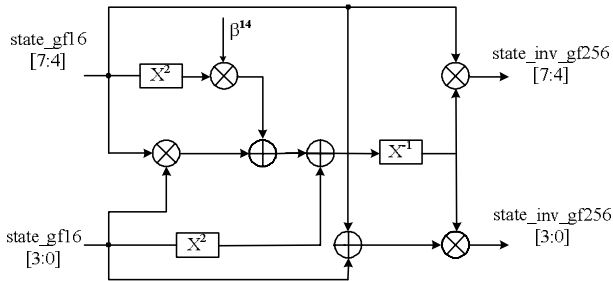 state_gf16
[7:4]
β¹⁴
X²
state_inv_gf256
[7:4]
X⁻¹
state_gf16
[3:0]
X²
state_inv_gf256
[3:0]